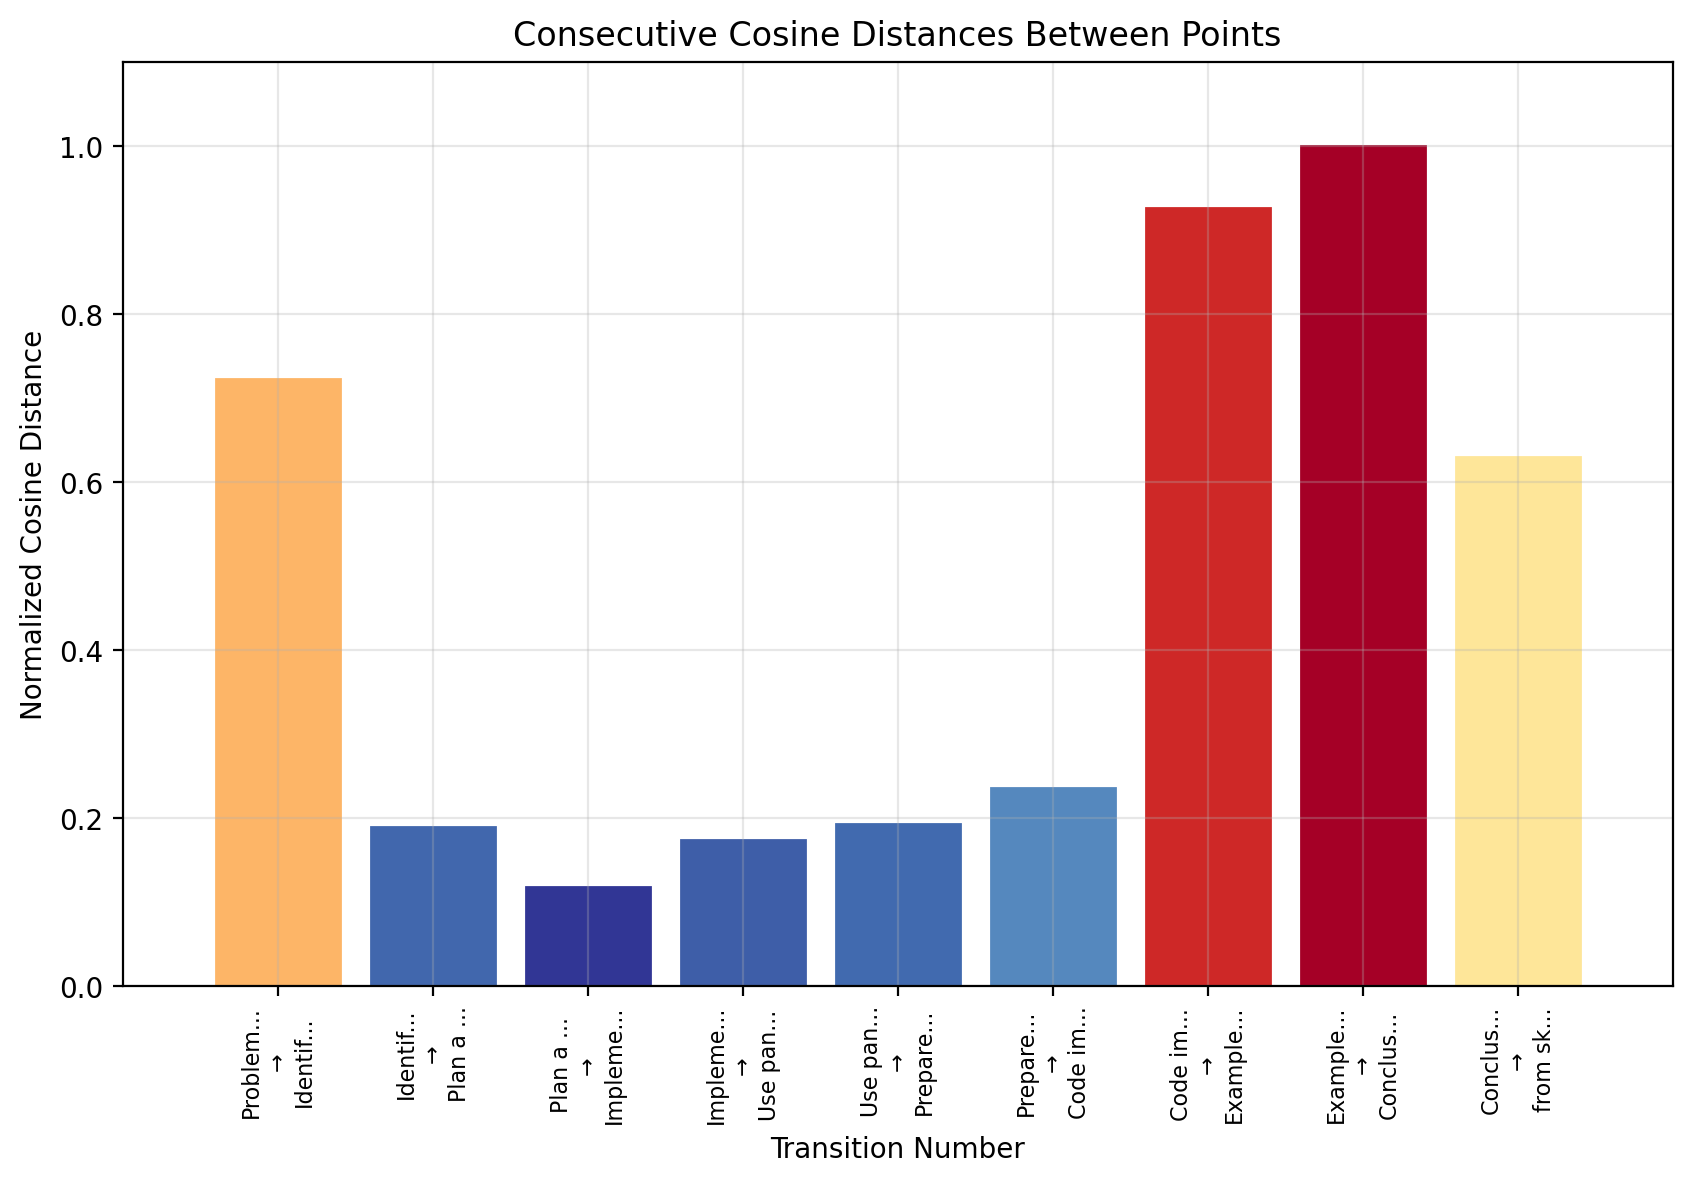 Consecutive Cosine Distances Between Points
Normalized Cosine Distance
1.0
0.8
0.6
0.4
0.2
0.0
Problem...
→
Identif...
Identif...
→
Plan a ...
Plan a ...
→
Impleme...
Impleme...
→
Use pan...
Use pan...
→
Prepare...
Prepare...
→
Code im...
Code im...
→
Example...
Example...
→
Conclus...
Conclus...
→
from sk...
Transition Number